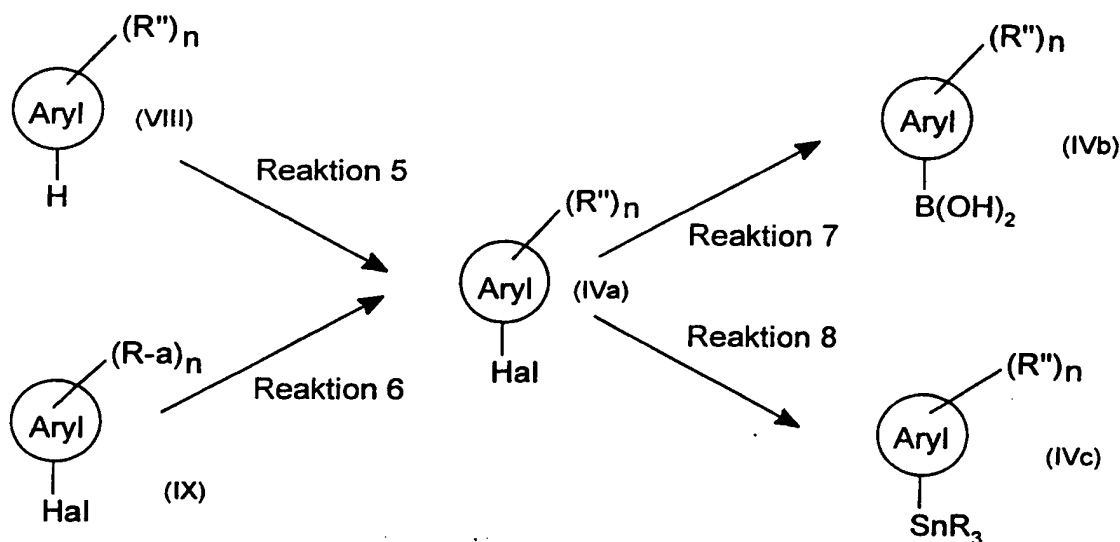 (R")n
Aryl
(VIII)
H
Reaktion 5
(R-a)n
Aryl
Hal
(IX)
Reaktion 6
(R")n
Aryl
(IVa)
Hal
Reaktion 7
Reaktion 8
(R")n
Aryl
(IVb)
B(OH)2
(R")n
Aryl
(IVc)
SnR3